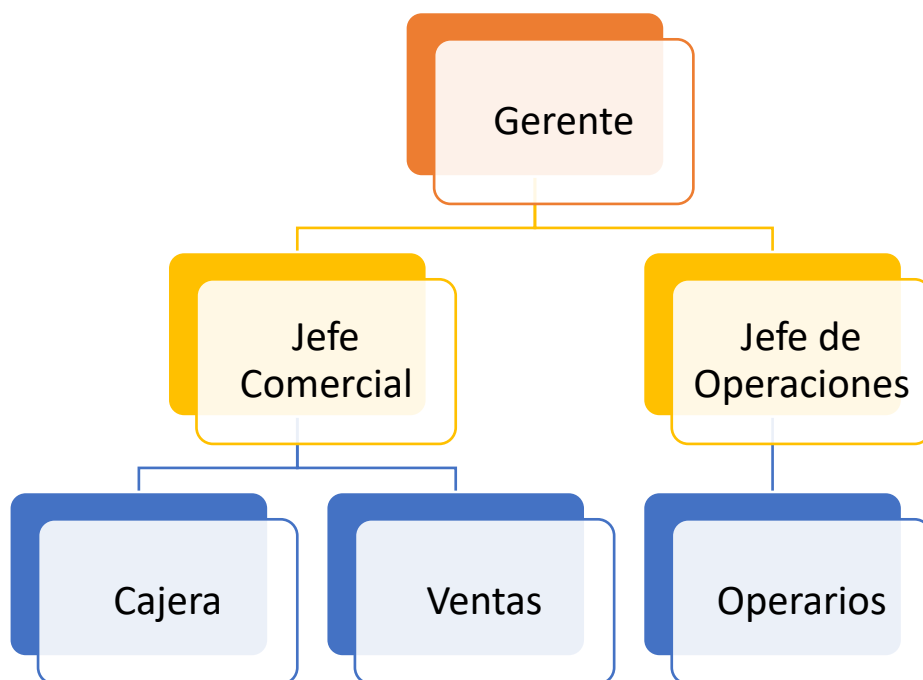 Gerente
Jefe
Comercial
Jefe de
Operaciones
Cajera
Ventas
Operarios